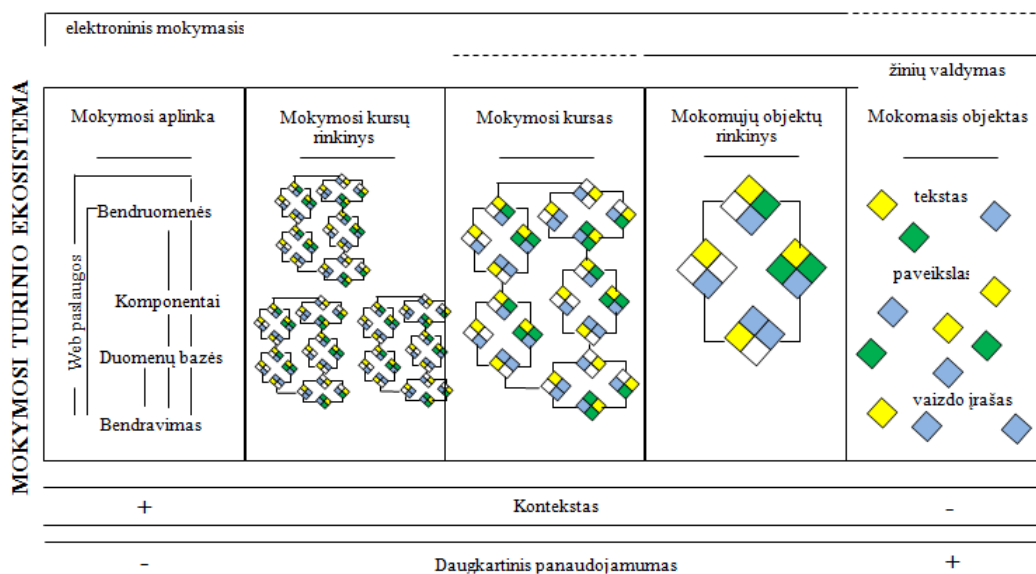 elektroninis mokymasis
žinių valdymas
MOKYMOSI TURINIO EKOSISTEMA
Mokymosi aplinka
Mokymosi kursų
rinkinys
Mokymosi kursas
Mokomųjų objektų
rinkinys
Mokomasis objektas
Web paslaugos
Bendruomenės
Komponentai
Duomenų bazės
Bendravimas
tekstas
paveikslas
vaizdo įrašas
+
Kontekstas
-
-
Daugkartinis panaudojamumas
+